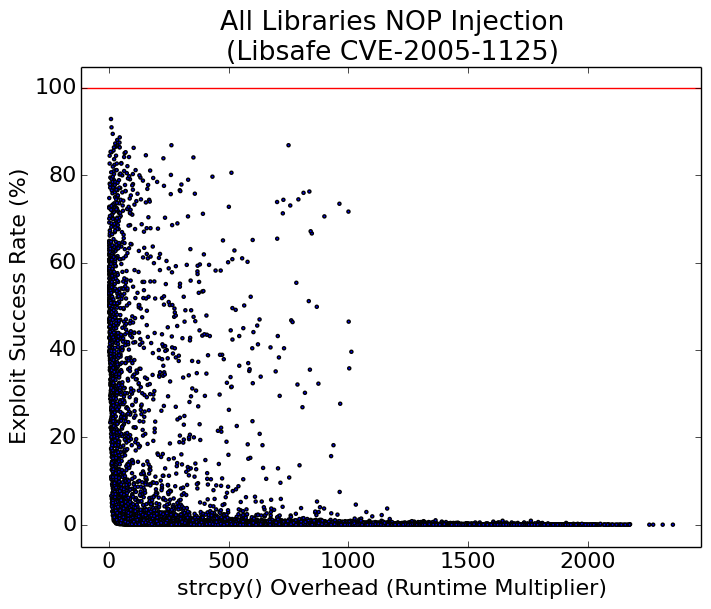 All Libraries NOP Injection
(Libsafe CVE-2005-1125)
Exploit Success Rate (%)
100
80
60
40
20
0
0 500 1000 1500 2000
strcpy() Overhead (Runtime Multiplier)